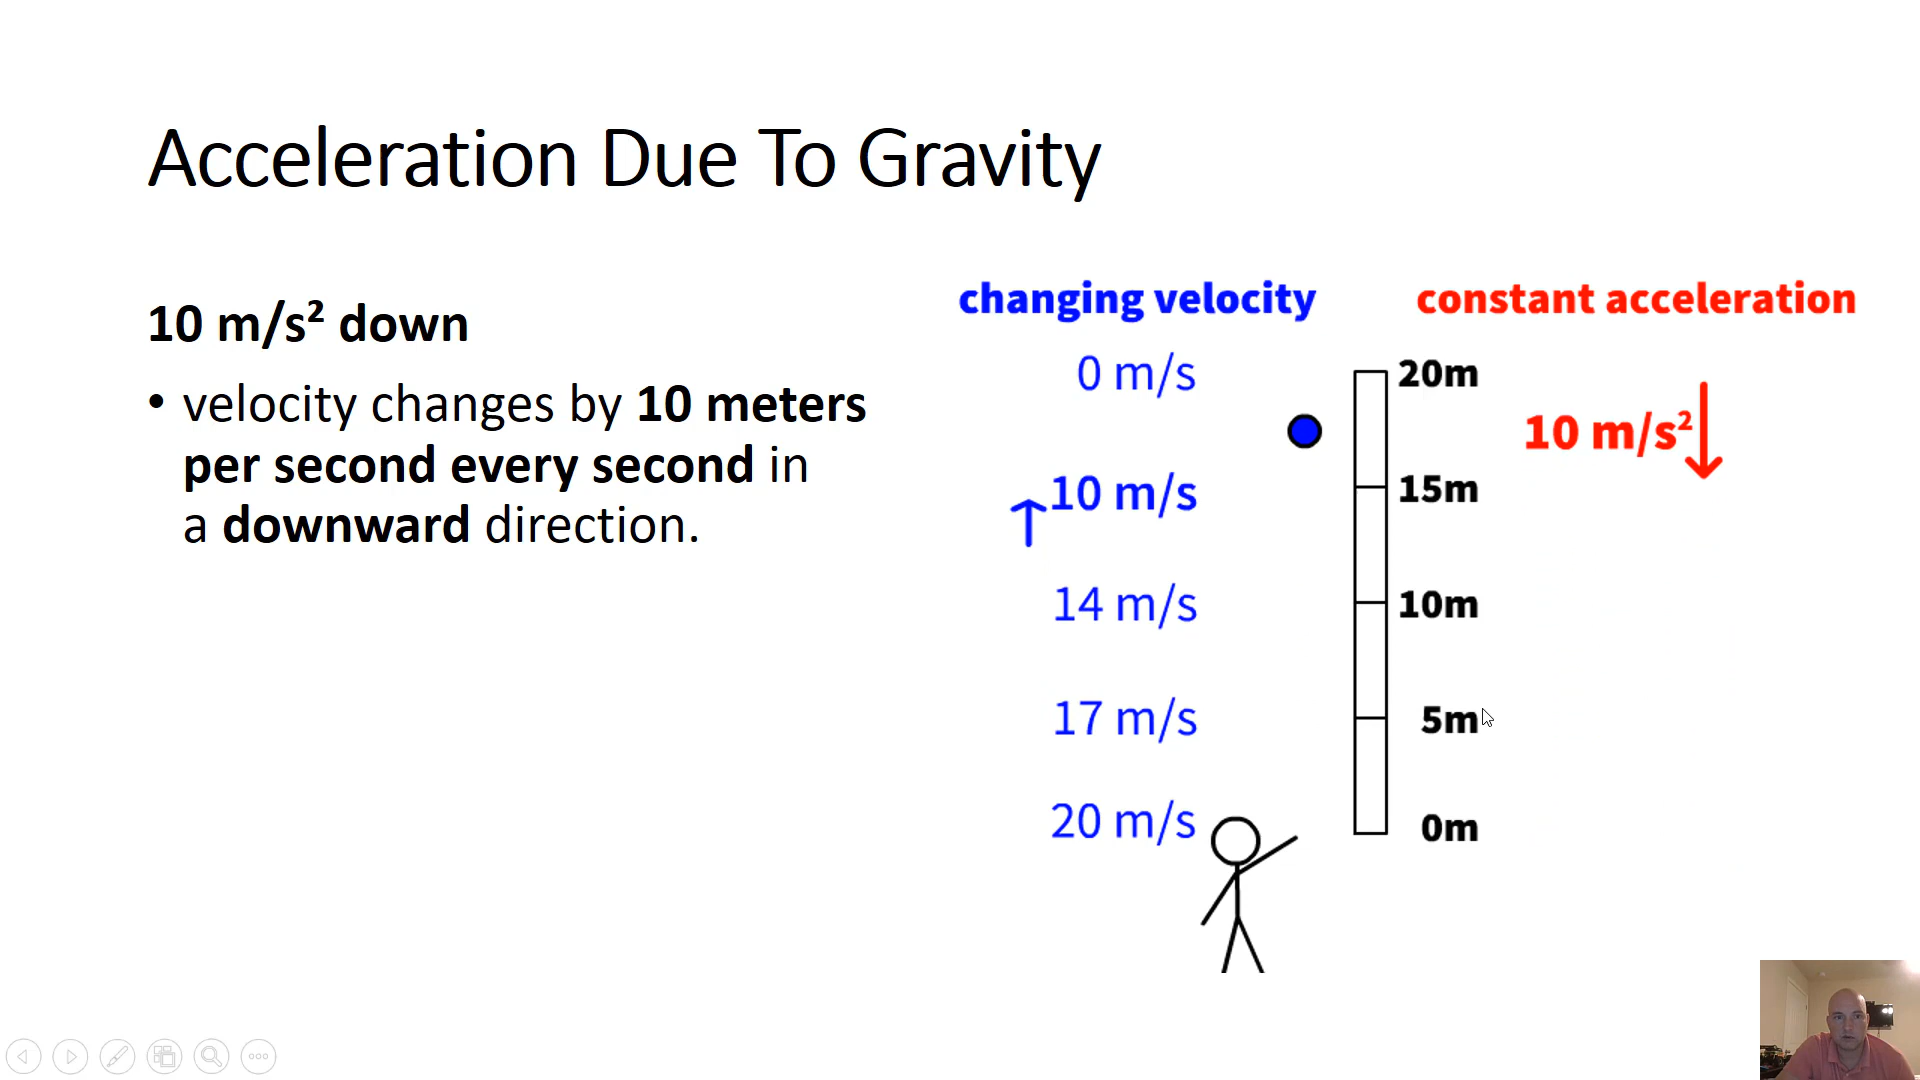 Acceleration Due To Gravity
10 m/s² down
• velocity changes by 10 meters
per second every second in
a downward direction.
changing velocity
constant acceleration
0 m/s
10 m/s
14 m/s
17 m/s
20 m/s
20m
15m
10m
5m
0m
10 m/s²